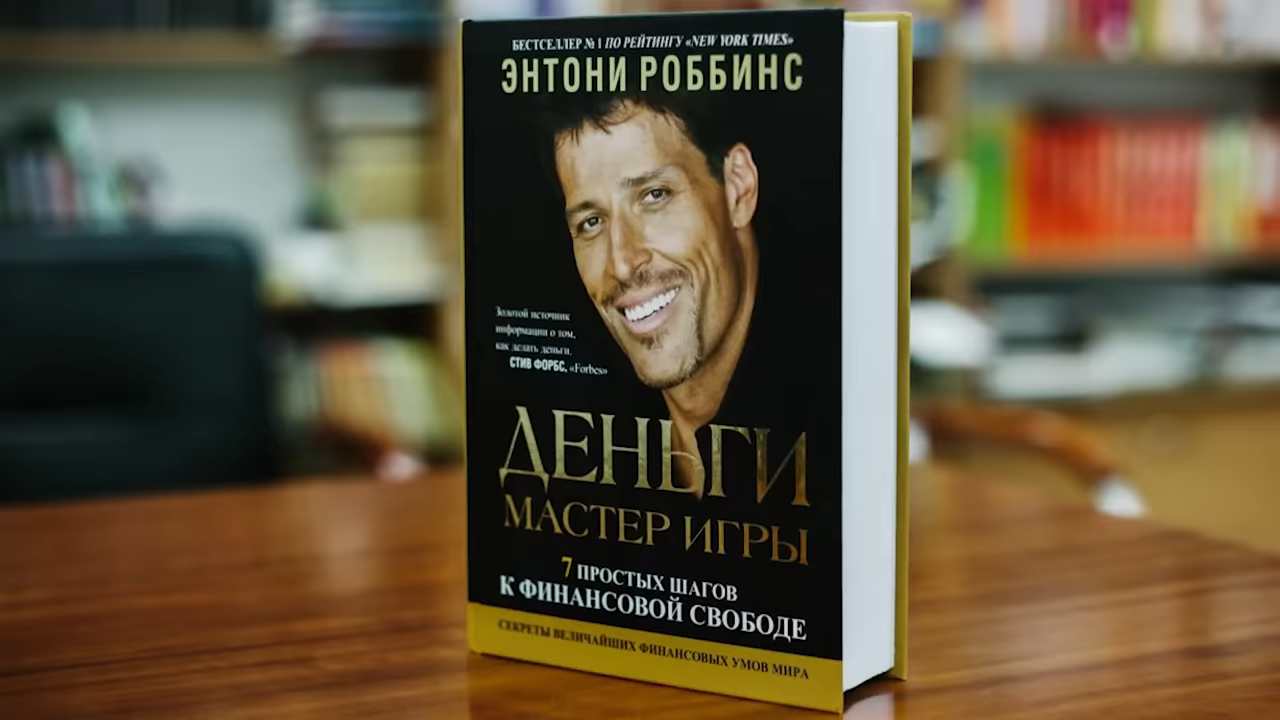 БЕСТСЕЛЛЕР № 1 ПО РЕЙТИНГУ «NEW YORK TIMES»
ЭНТОНИ РОББИНС
Золотой источник
информации о том,
как делать деньги.
СТИВ ФОРБС, «Forbes»
ДЕНЬГИ
МАСТЕР ИГРЫ
7 ПРОСТЫХ ШАГОВ
К ФИНАНСОВОЙ СВОБОДЕ
СЕКРЕТЫ ВЕЛИЧАЙШИХ ФИНАНСОВЫХ УМОВ МИРА